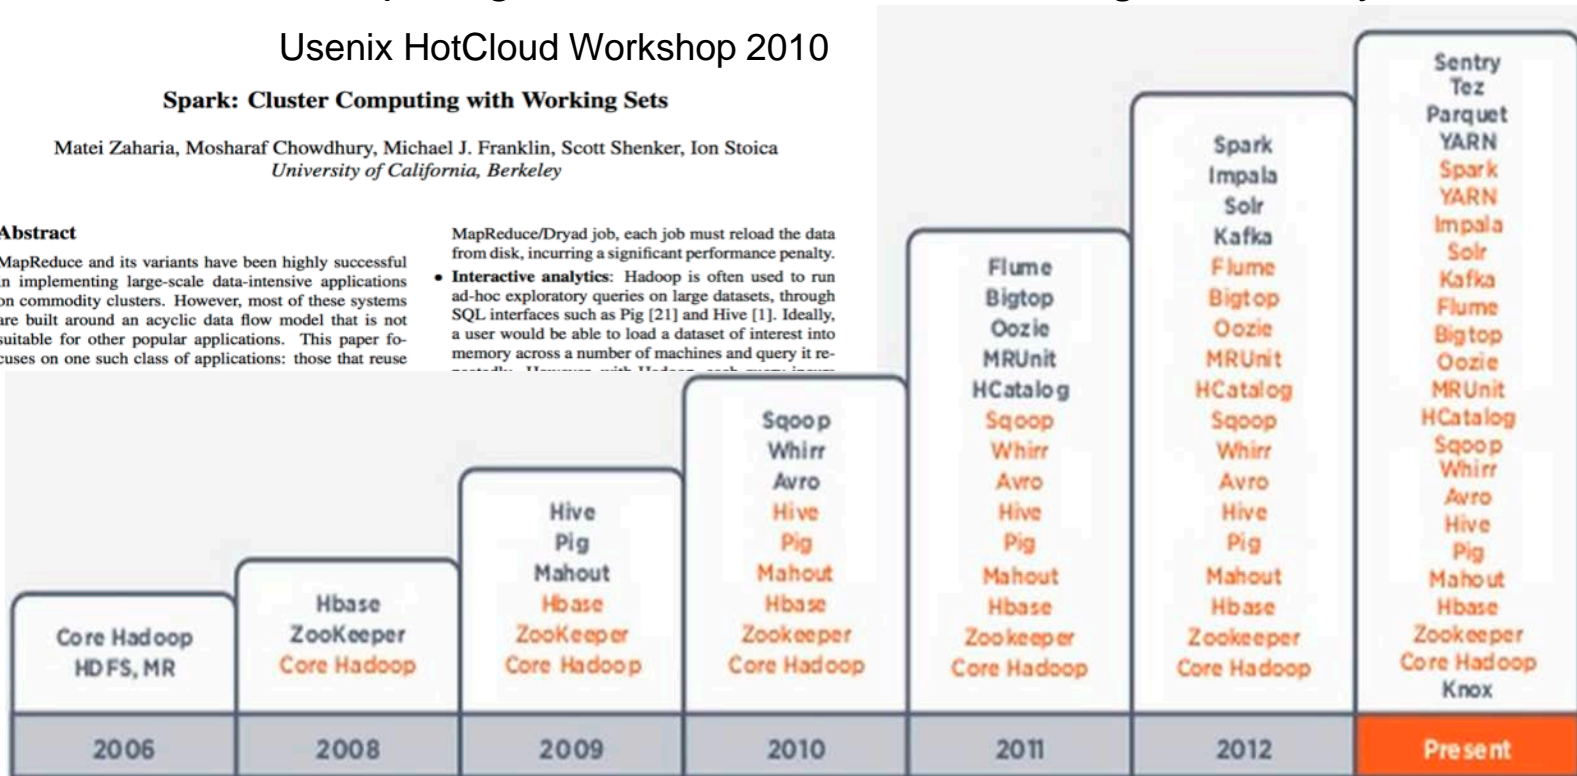 Usenix HotCloud Workshop 2010
Spark: Cluster Computing with Working Sets
Matei Zaharia, Mosharaf Chowdhury, Michael J. Franklin, Scott Shenker, Ion Stoica
University of California, Berkeley
Abstract
MapReduce and its variants have been highly successful
in implementing large-scale data-intensive applications
on commodity clusters. However, most of these systems
are built around an acyclic data flow model that is not
suitable for other popular applications. This paper fo-
cuses on one such class of applications: those that reuse
MapReduce/Dryad job, each job must reload the data
from disk, incurring a significant performance penalty.
• Interactive analytics: Hadoop is often used to run
ad-hoc exploratory queries on large datasets, through
SQL interfaces such as Pig [21] and Hive [1]. Ideally,
a user would be able to load a dataset of interest into
memory across a number of machines and query it re-
Core Hadoop
HDFS, MR
2006
Hbase
ZooKeeper
Core Hadoop
2008
Hive
Pig
Mahout
Hbase
ZooKeeper
Core Hadoop
2009
Sqoop
Whirr
Avro
Hive
Pig
Mahout
Hbase
Zookeeper
Core Hadoop
2010
Flume
Bigtop
Oozie
MRUnit
HCatalog
Sqoop
Whirr
Avro
Hive
Pig
Mahout
Hbase
Zookeeper
Core Hadoop
2011
Spark
Impala
Solr
Kafka
Flume
Bigtop
Oozie
MRUnit
HCatalog
Sqoop
Whirr
Avro
Hive
Pig
Mahout
Hbase
Zookeeper
Core Hadoop
2012
Sentry
Tez
Parquet
YARN
Spark
YARN
Impala
Solr
Kafka
Flume
Bigtop
Oozie
MRUnit
HCatalog
Sqoop
Whirr
Avro
Hive
Pig
Mahout
Hbase
Zookeeper
Core Hadoop
Knox
Present